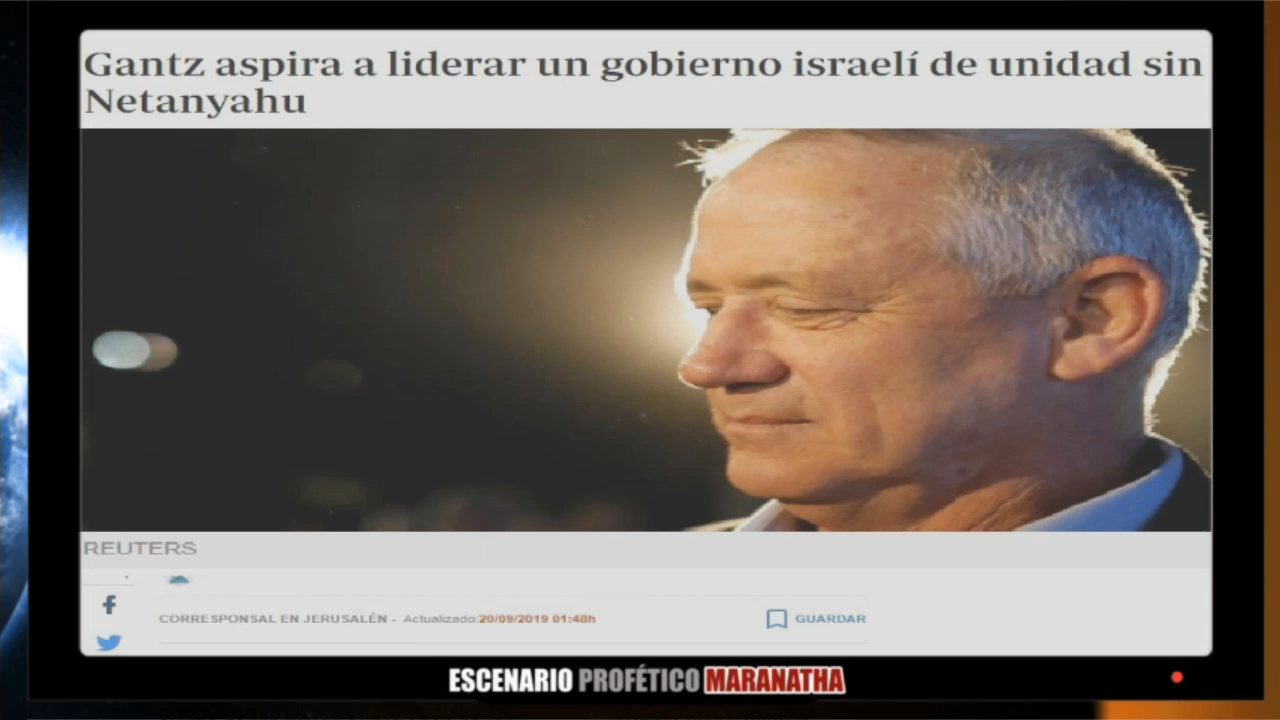 Gantz aspira a liderar un gobierno israelí de unidad sin
Netanyahu
REUTERS
CORRESPONSAL EN JERUSALÉN - Actualizado:20/09/2019 01:48h
GUARDAR
ESCENARIO PROFÉTICO MARANATHA